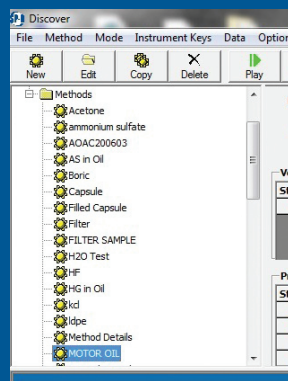 Discover
File Method Mode Instrument Keys Data Option
New Edit Copy Delete Play
Methods
Acetone
ammonium sulfate
AOAC200603
AS in Oil
Boric
Capsule
Filled Capsule
Filter
FILTER SAMPLE
H2O Test
HF
HG in Oil
kcl
ldpe
Method Details
MOTOR OIL